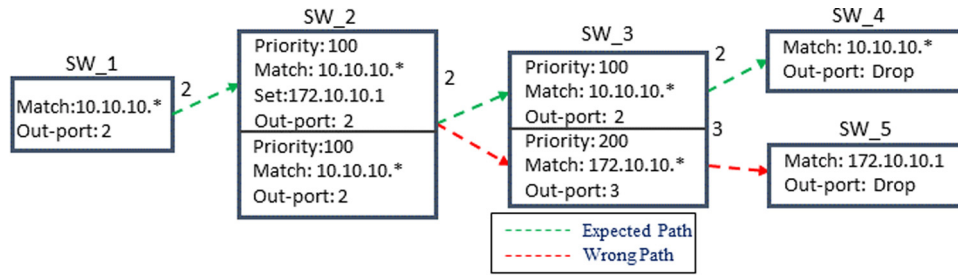 SW_1
Match:10.10.10.*
Out-port: 2
2
SW_2
Priority: 100
Match: 10.10.10.*
Set:172.10.10.1
Out-port: 2
Priority:100
Match: 10.10.10.*
Out-port:2
2
SW_3
Priority: 100
Match: 10.10.10.*
Out-port: 2
Priority: 200
Match: 172.10.10.*
Out-port: 3
2
3
SW_4
Match: 10.10.10.*
Out-port: Drop
SW_5
Match: 172.10.10.1
Out-port: Drop
Expected Path
Wrong Path